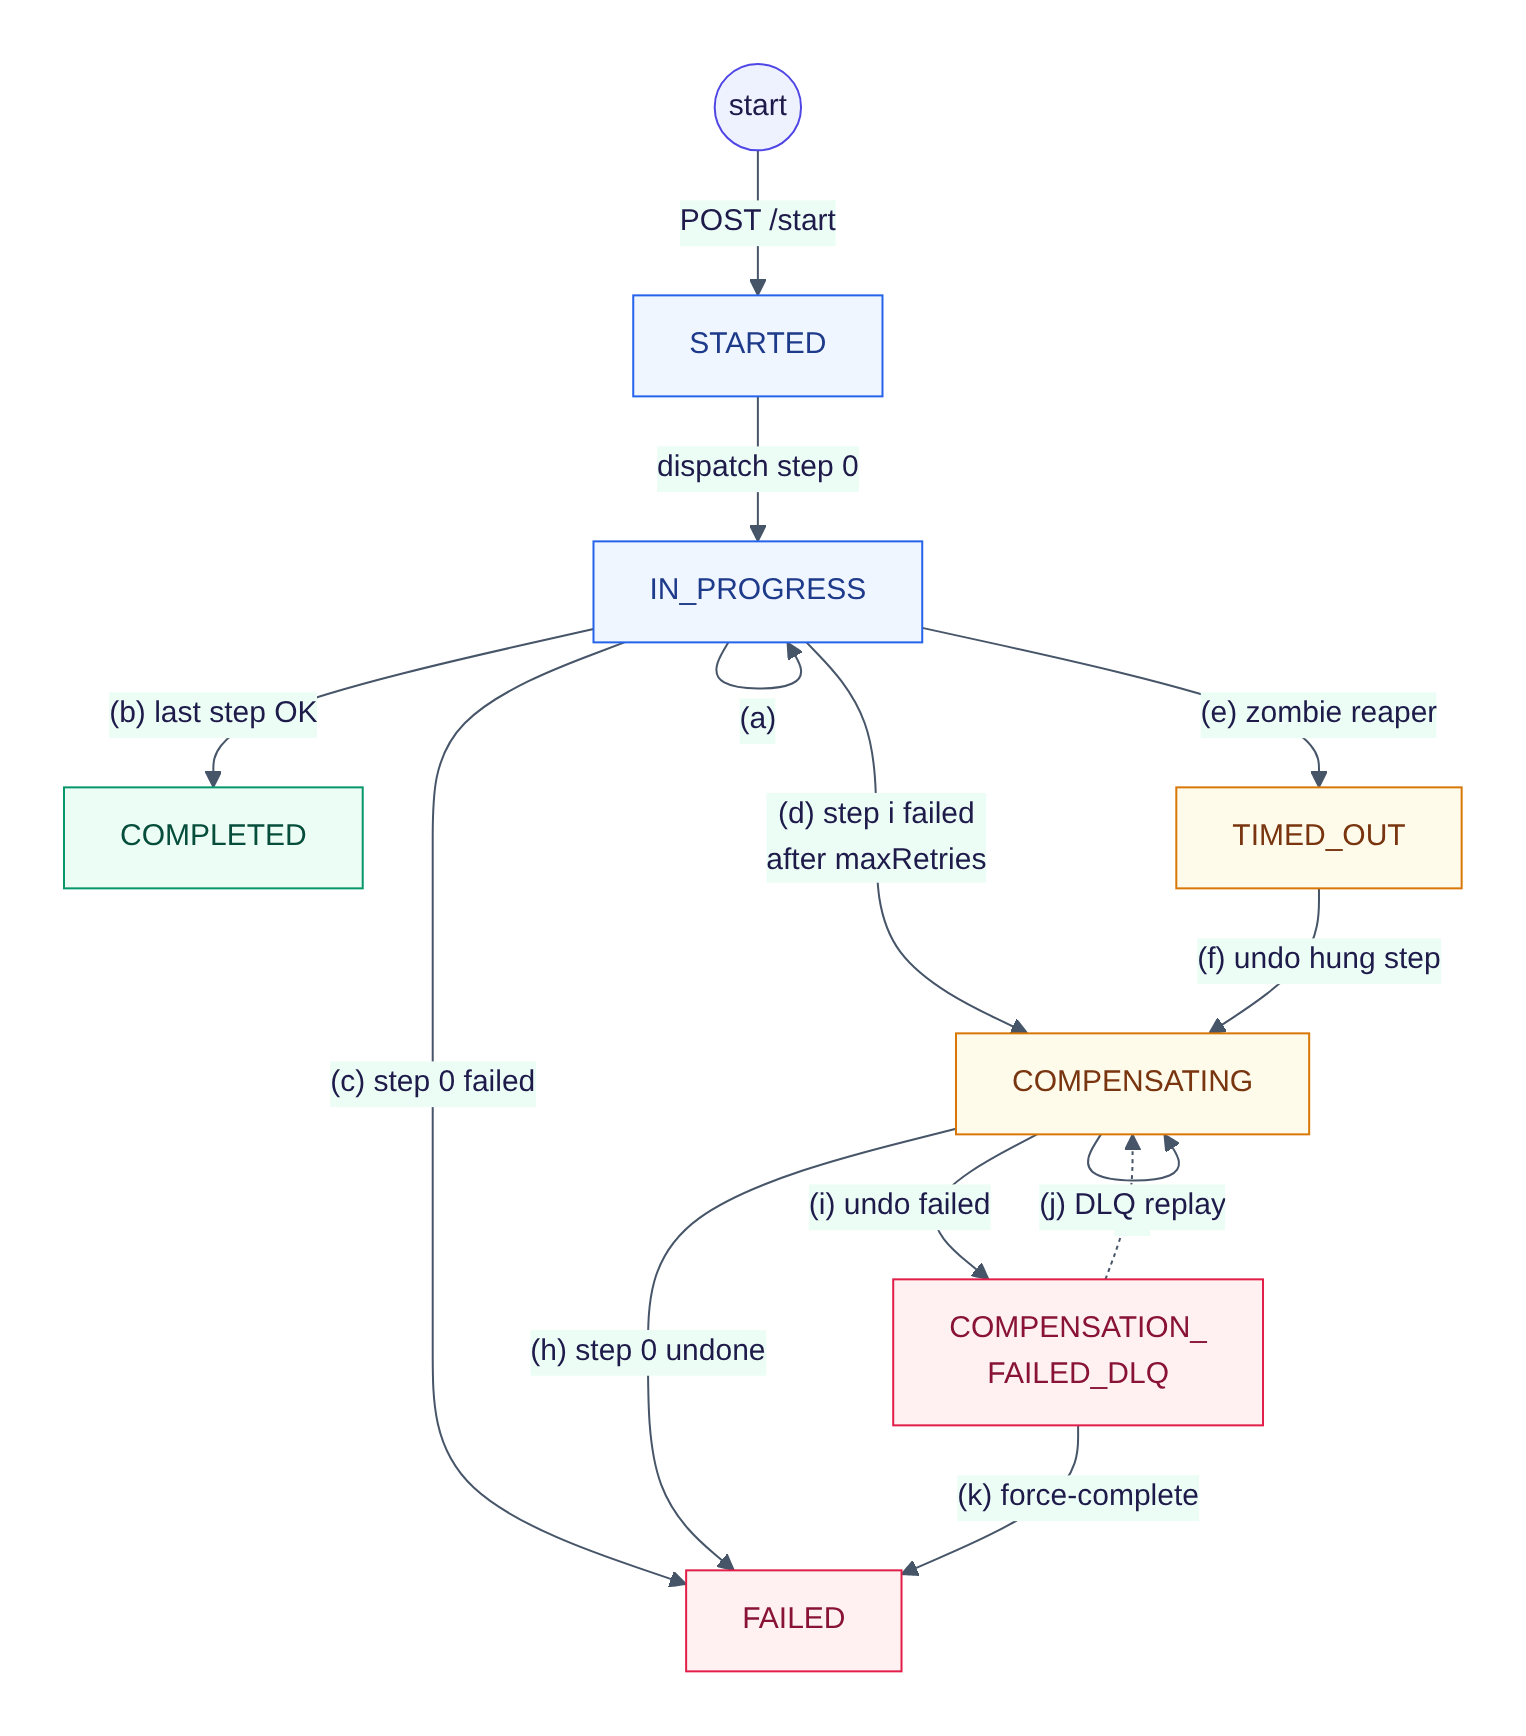 start
POST /start
STARTED
dispatch step 0
IN_PROGRESS
(b) last step OK
(a)
(e) zombie reaper
(d) step i failed
after maxRetries
COMPLETED
TIMED_OUT
(f) undo hung step
(c) step 0 failed
COMPENSATING
(i) undo failed
(j) DLQ replay
(h) step 0 undone
COMPENSATION_
FAILED_DLQ
(k) force-complete
FAILED